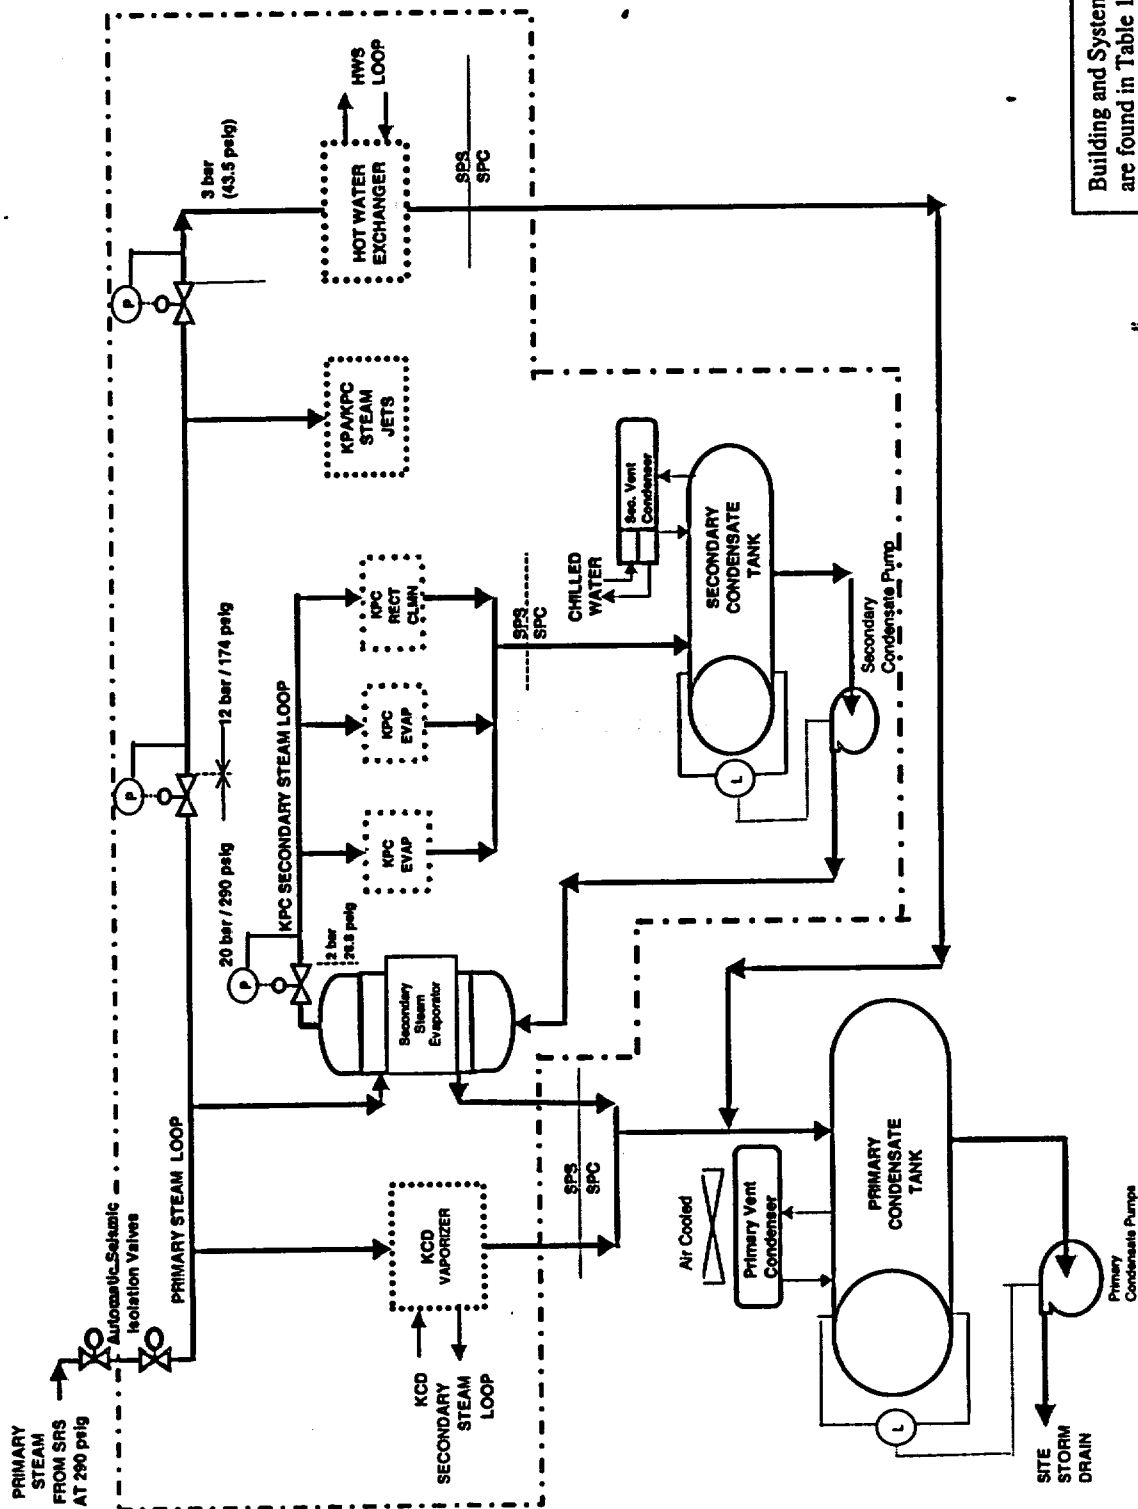 PRIMARY
STEAM
FROM SRS
AT 290 psig
Automatic Seismic
Isolation Valves
PRIMARY STEAM LOOP
20 bar / 290 psig
12 bar / 174 psig
P
P
3 bar
(43.5 psig)
KPC SECONDARY STEAM LOOP
P
2 bar
Secondary
Steam
Evaporator
KCD
VAPORIZER
KCD
SECONDARY
STEAM
LOOP
KPC
EVAP
KPC
EVAP
KPC
RECT
CLMN
KPA/KPC
STEAM
JETS
HOT WATER
EXCHANGER
HWS
LOOP
SPS
SPC
SPS
SPC
SPS
SPC
CHILLED
WATER
Sec. Vent
Condenser
SECONDARY
CONDENSATE
TANK
L
Secondary
Condensate Pump
Air Cooled
Primary Vent
Condenser
PRIMARY
CONDENSATE
TANK
L
Primary
Condensate Pumps
SITE
STORM
DRAIN
Building and System
are found in Table 1